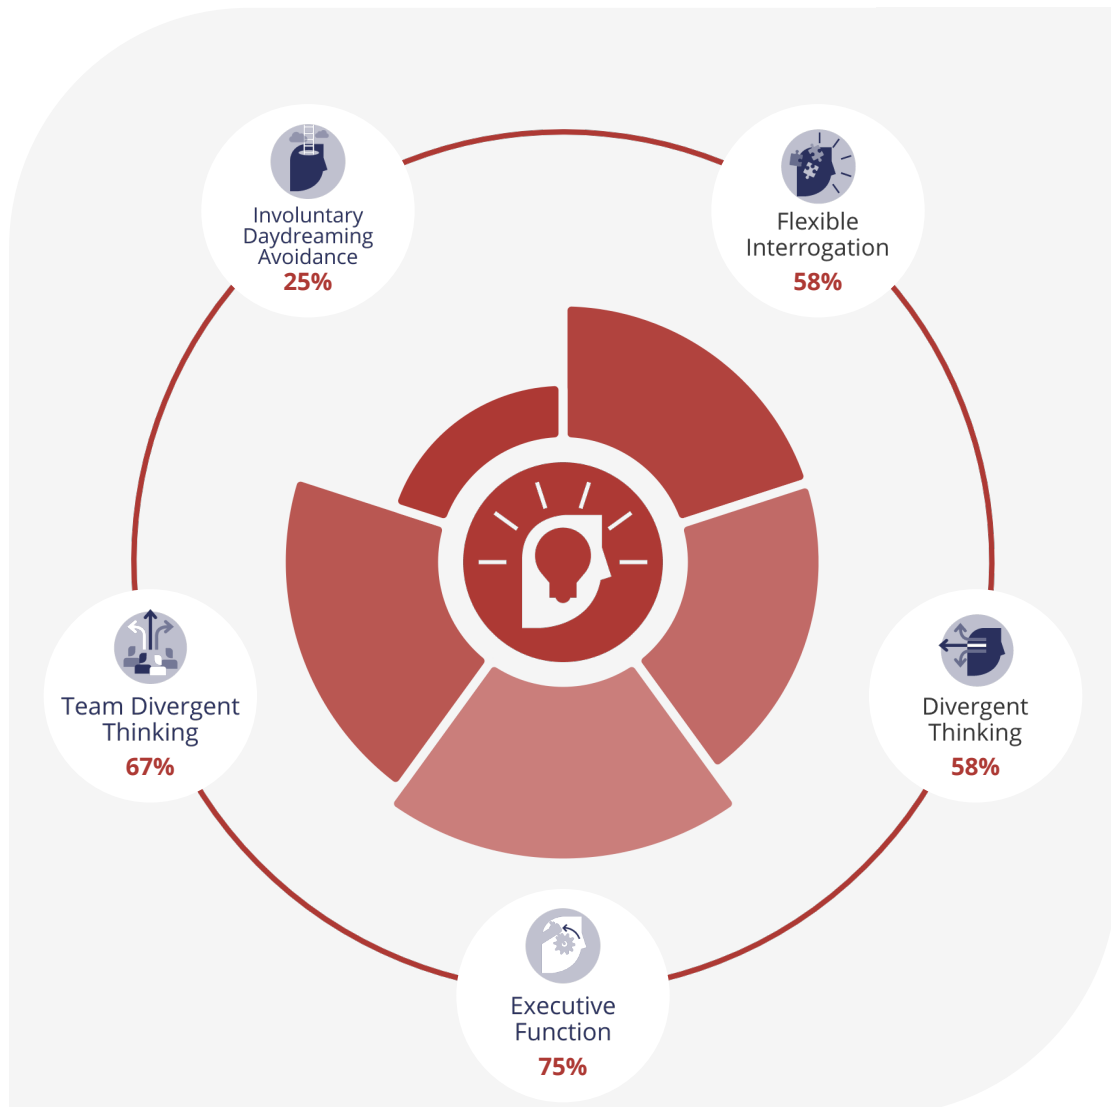 Involuntary
Daydreaming
Avoidance
25%
Flexible
Interrogation
58%
Team Divergent
Thinking
67%
Divergent
Thinking
58%
Executive
Function
75%